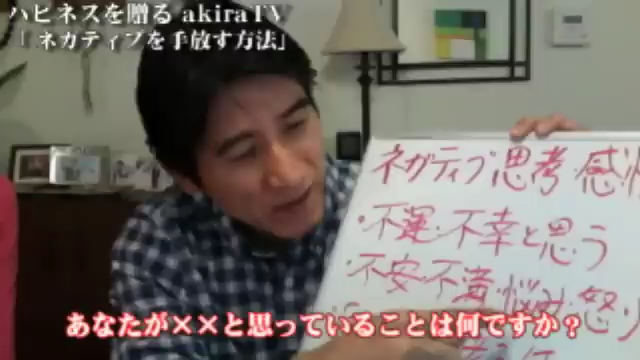 ハピネスを贈る akiraTV
「ネガティブを手放す方法」
ネガティブ思考・感情
・不運・不幸と思う
・不安・不満・悩み・怒り
あなたが××と思っていることは何ですか?